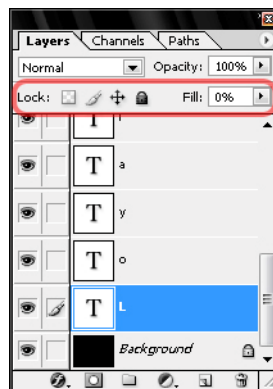 Layers Channels Paths
Normal Opacity: 100%
Lock: Fill: 0%
T
T a
T y
T o
T L
Background